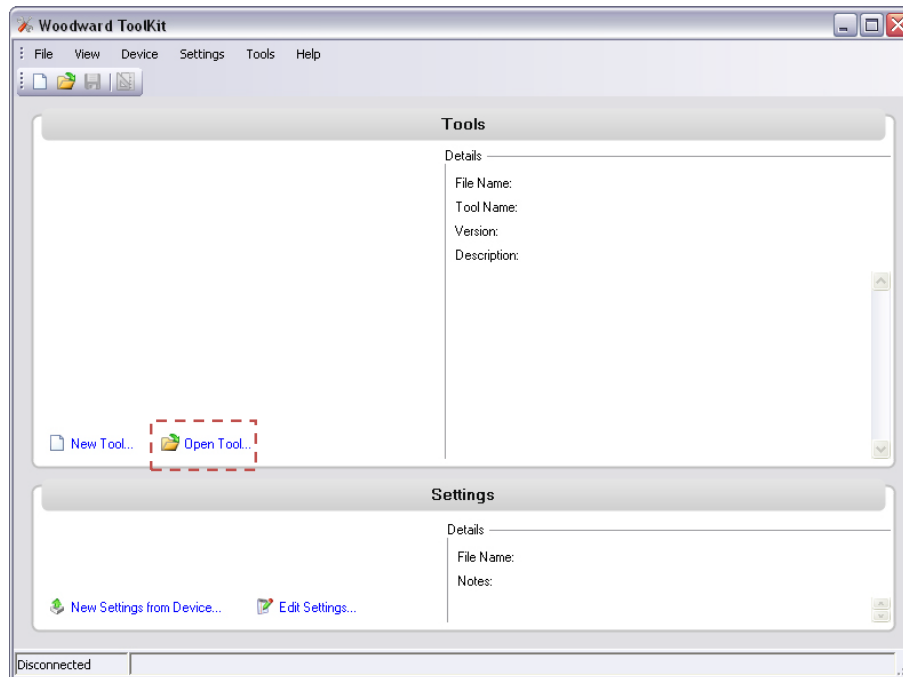 Woodward ToolKit
File View Device Settings Tools Help
Tools
Details
File Name:
Tool Name:
Version:
Description:
New Tool... Open Tool...
Settings
Details
File Name:
Notes:
New Settings from Device... Edit Settings...
Disconnected